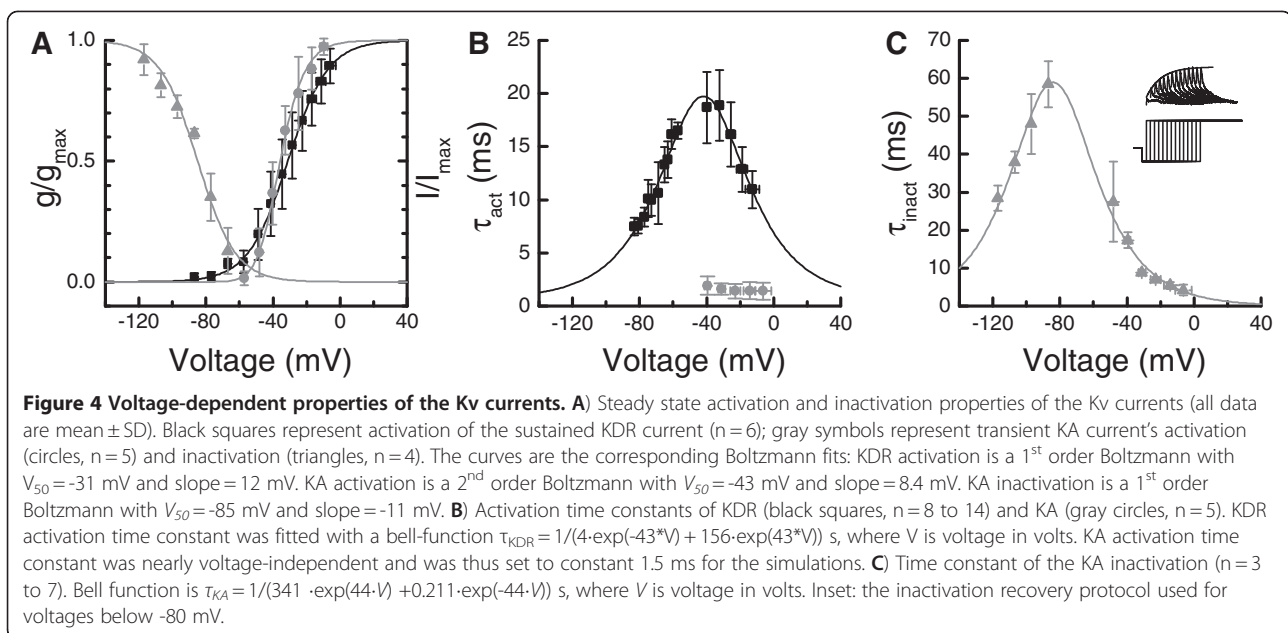 A
B
C
1.0
0.5
0.0
g/g_max
I/I_max
-120 -80 -40 0 40
Voltage (mV)
25
20
15
10
5
0
τ_act (ms)
-120 -80 -40 0 40
Voltage (mV)
70
60
50
40
30
20
10
0
τ_inact (ms)
-120 -80 -40 0 40
Voltage (mV)
Figure 4 Voltage-dependent properties of the Kv currents. A) Steady state activation and inactivation properties of the Kv currents (all data
are mean ± SD). Black squares represent activation of the sustained KDR current (n = 6); gray symbols represent transient KA current's activation
(circles, n = 5) and inactivation (triangles, n = 4). The curves are the corresponding Boltzmann fits: KDR activation is a 1st order Boltzmann with
V50 = -31 mV and slope = 12 mV. KA activation is a 2nd order Boltzmann with V50 = -43 mV and slope = 8.4 mV. KA inactivation is a 1st order
Boltzmann with V50 = -85 mV and slope = -11 mV. B) Activation time constants of KDR (black squares, n = 8 to 14) and KA (gray circles, n = 5). KDR
activation time constant was fitted with a bell-function τKDR = 1/(4·exp(-43*V) + 156·exp(43*V)) s, where V is voltage in volts. KA activation time
constant was nearly voltage-independent and was thus set to constant 1.5 ms for the simulations. C) Time constant of the KA inactivation (n = 3
to 7). Bell function is τKA = 1/(341 ·exp(44·V) +0.211·exp(-44·V)) s, where V is voltage in volts. Inset: the inactivation recovery protocol used for
voltages below -80 mV.